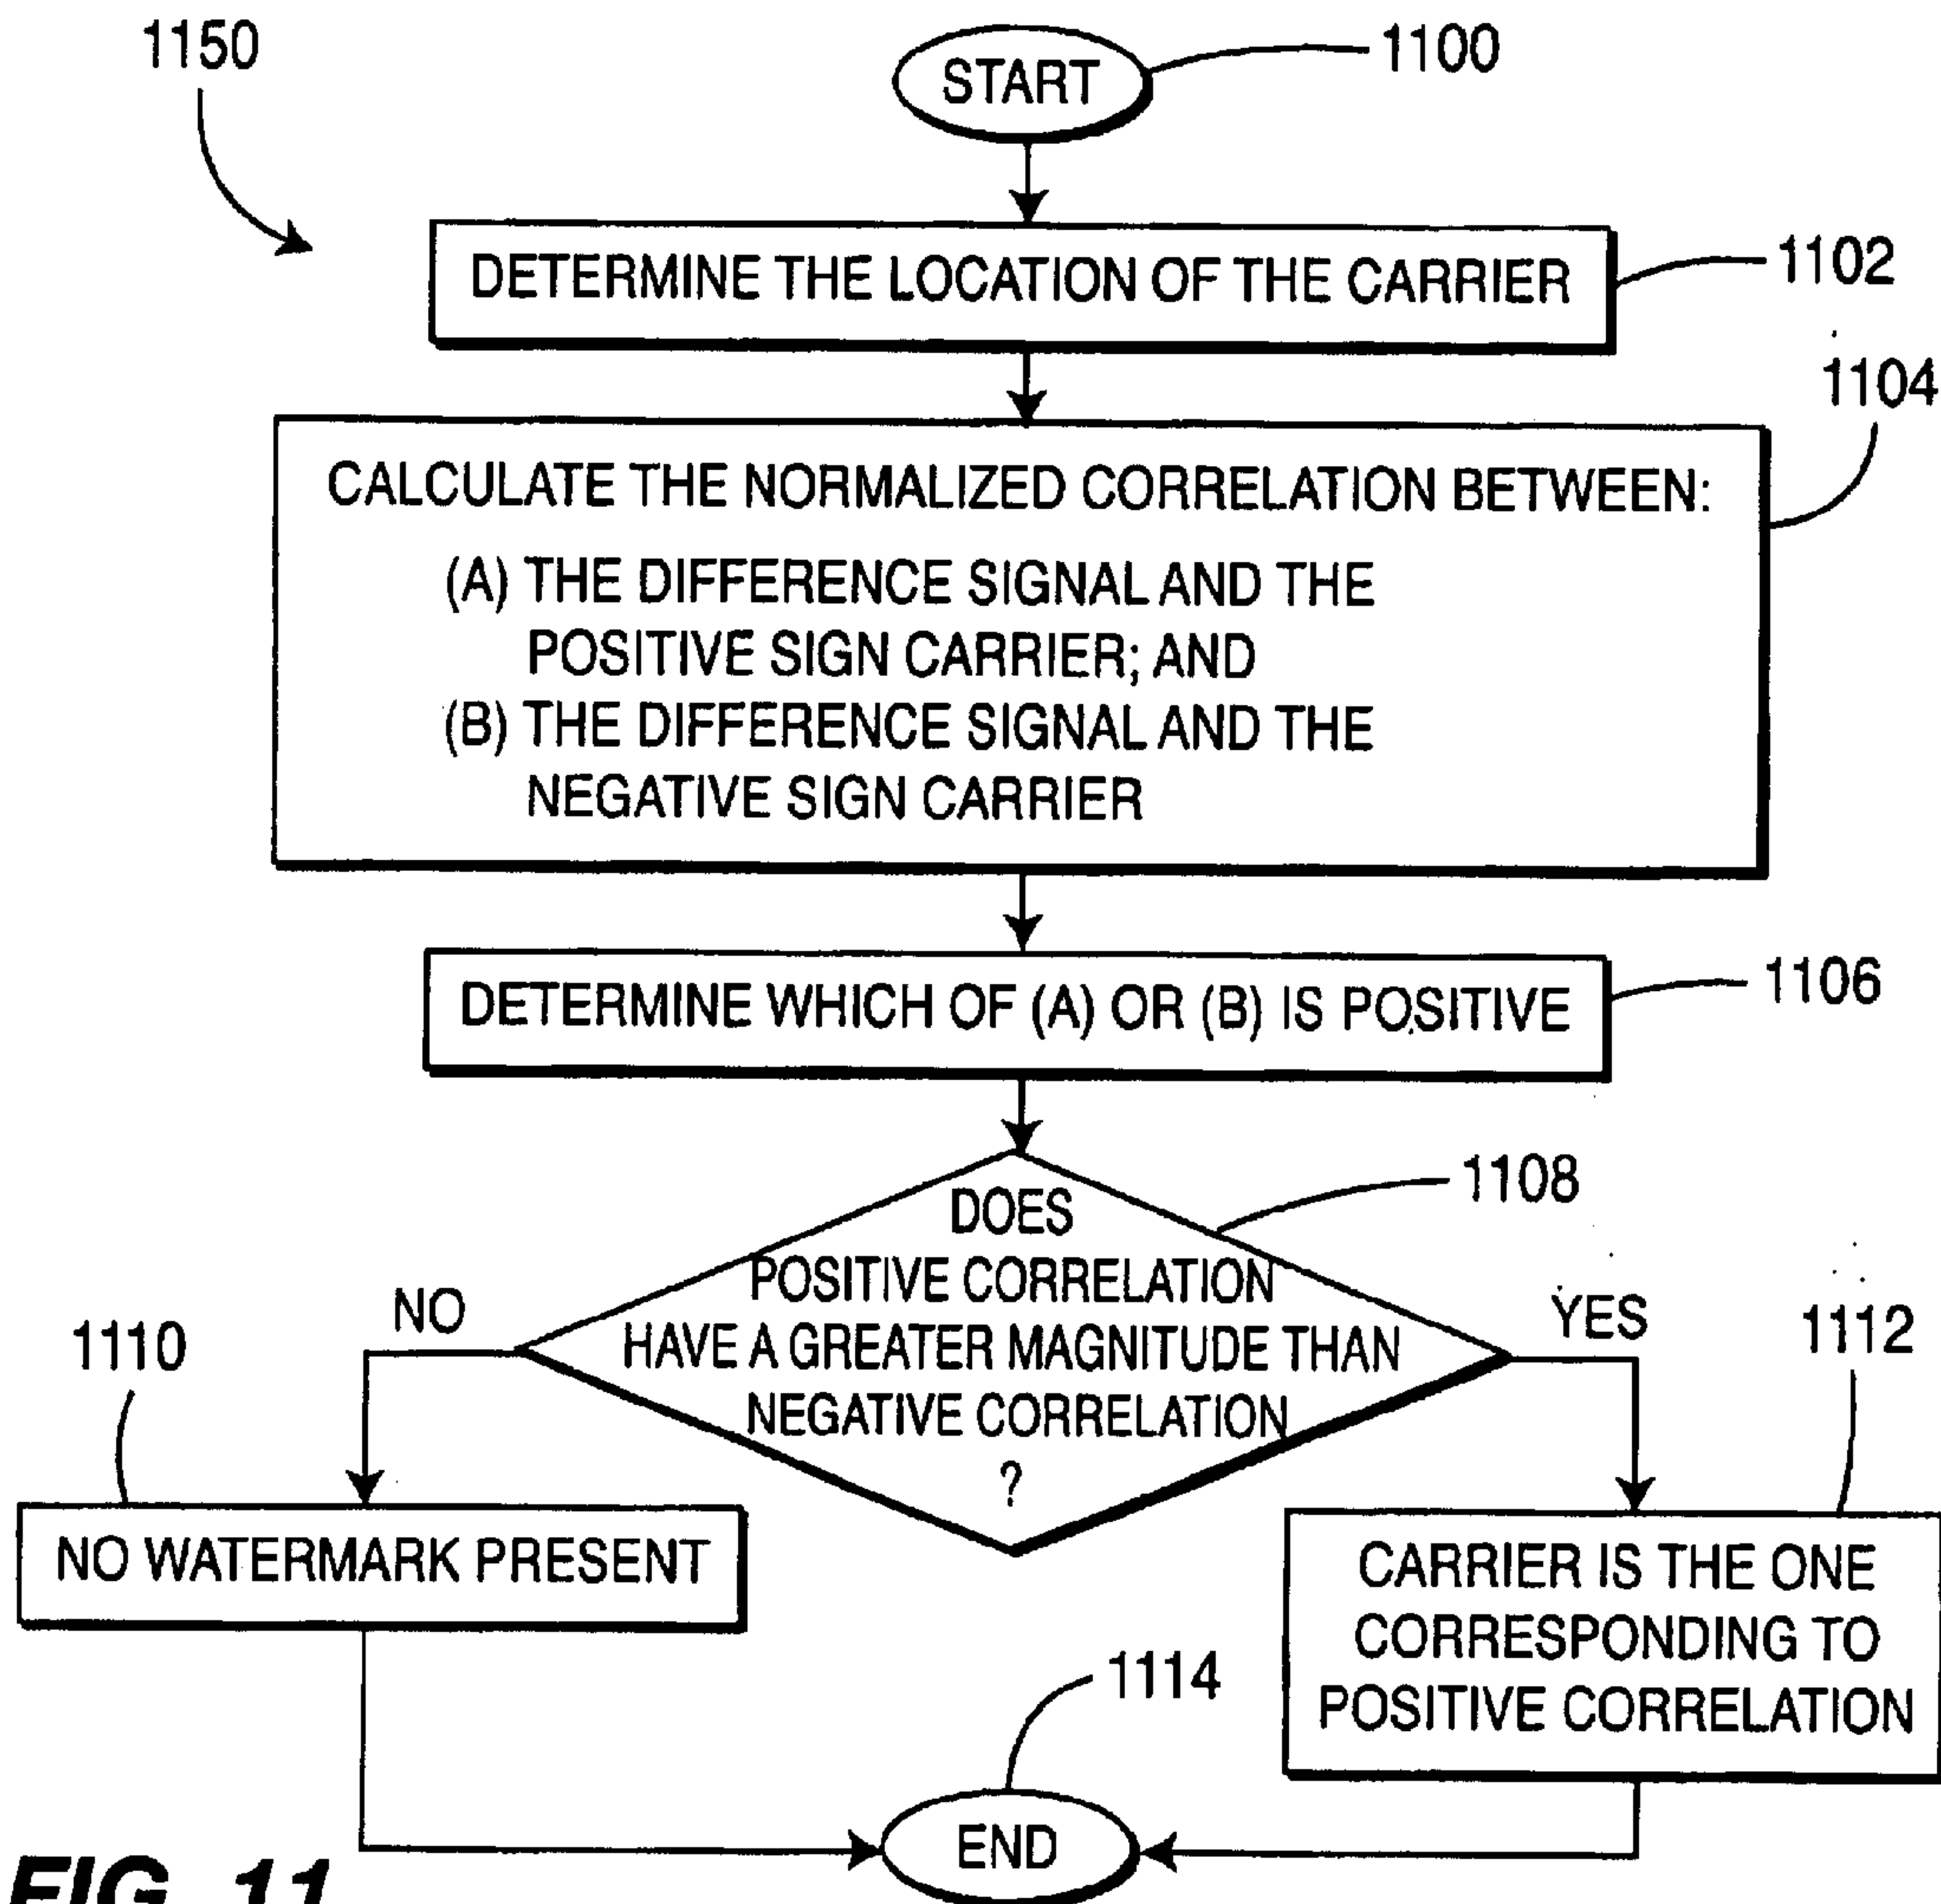 1150
START
1100
DETERMINE THE LOCATION OF THE CARRIER
1102
1104
CALCULATE THE NORMALIZED CORRELATION BETWEEN:
(A) THE DIFFERENCE SIGNAL AND THE
POSITIVE SIGN CARRIER; AND
(B) THE DIFFERENCE SIGNAL AND THE
NEGATIVE SIGN CARRIER
DETERMINE WHICH OF (A) OR (B) IS POSITIVE
1106
DOES
POSITIVE CORRELATION
HAVE A GREATER MAGNITUDE THAN
NEGATIVE CORRELATION
?
1108
NO
YES
1110
1112
NO WATERMARK PRESENT
CARRIER IS THE ONE
CORRESPONDING TO
POSITIVE CORRELATION
1114
END
FIG. 11